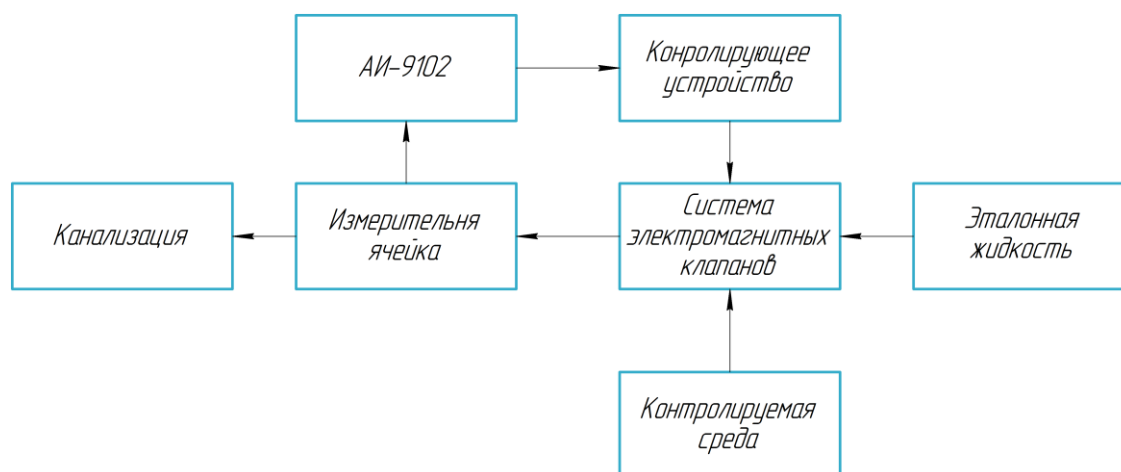 АИ-9102
Конролирующее
устройство
Канализация
Измерительня
ячейка
Система
электромагнитных
клапанов
Эталонная
жидкость
Контролируемая
среда